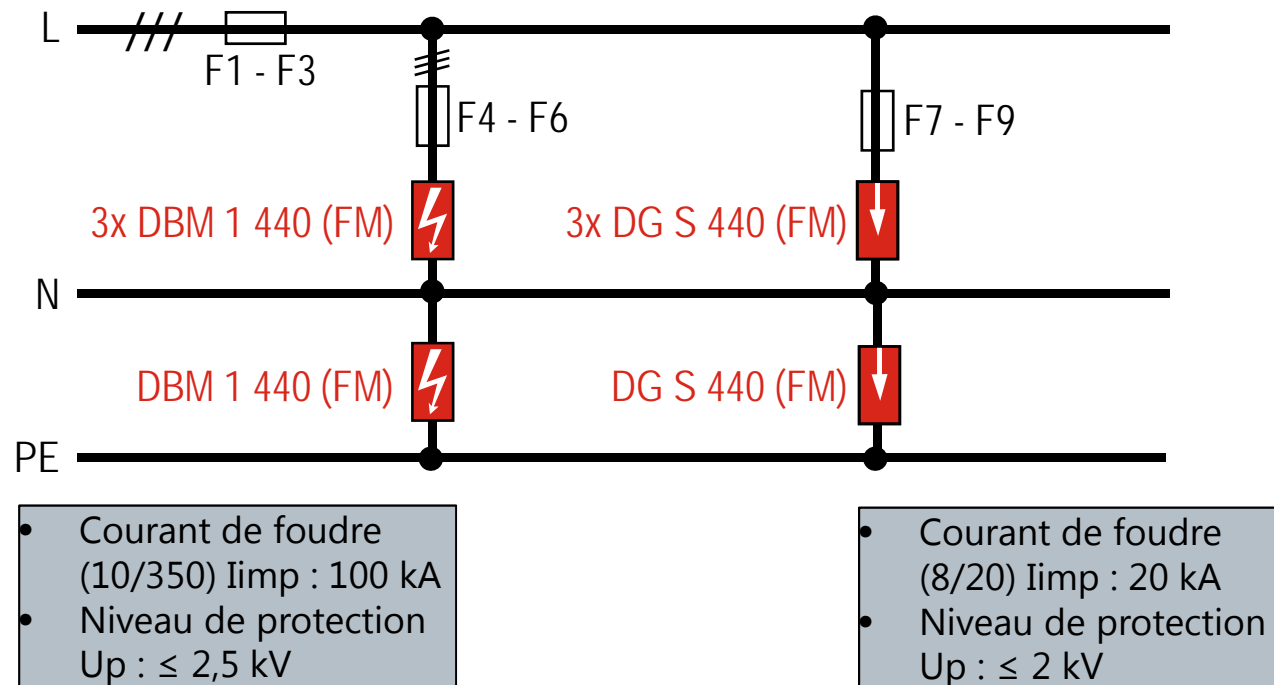 L
F1 - F3
F4 - F6
F7 - F9
3x DBM 1 440 (FM)
3x DG S 440 (FM)
N
DBM 1 440 (FM)
DG S 440 (FM)
PE
• Courant de foudre
(10/350) Iimp : 100 kA
• Niveau de protection
Up : ≤ 2,5 kV
• Courant de foudre
(8/20) Iimp : 20 kA
• Niveau de protection
Up : ≤ 2 kV